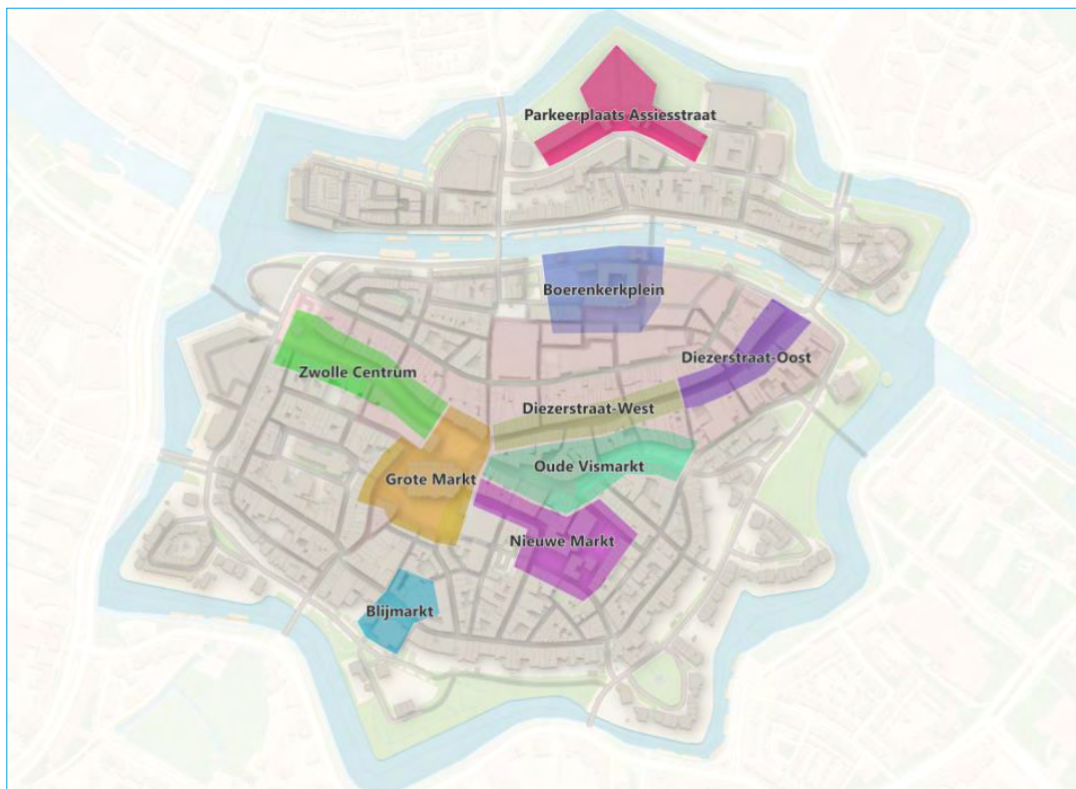 Parkeerplaats Assiesstraat
Boerenkerkplein
Diezerstraat-Oost
Zwolle Centrum
Diezerstraat-West
Oude Vismarkt
Grote Markt
Nieuwe Markt
Blijmarkt